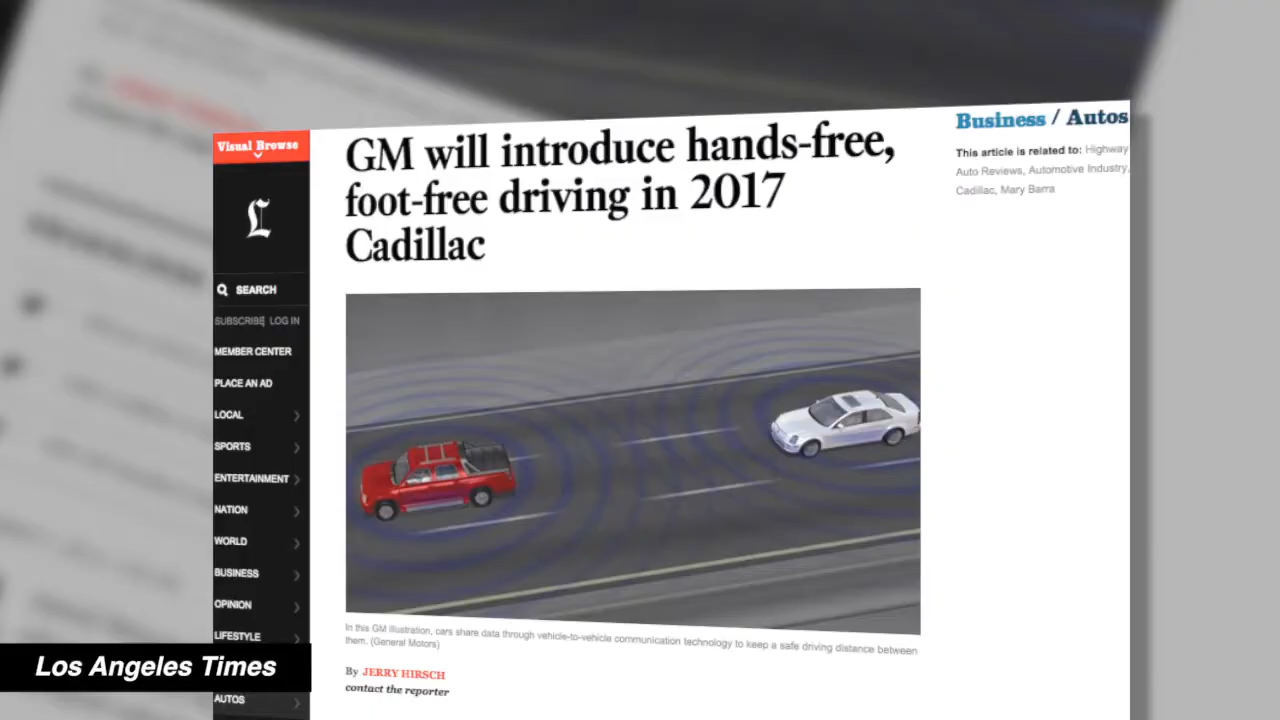 Visual Browse
L
SEARCH
SUBSCRIBE LOG IN
MEMBER CENTER
PLACE AN AD
LOCAL
SPORTS
ENTERTAINMENT
NATION
WORLD
BUSINESS
OPINION
LIFESTYLE
AUTOS
GM will introduce hands-free,
foot-free driving in 2017
Cadillac
In this GM illustration, cars share data through vehicle-to-vehicle communication technology to keep a safe driving distance between
them. (General Motors)
By JERRY HIRSCH
contact the reporter
Business / Autos
This article is related to: Highway
Auto Reviews, Automotive Industry,
Cadillac, Mary Barra
Los Angeles Times